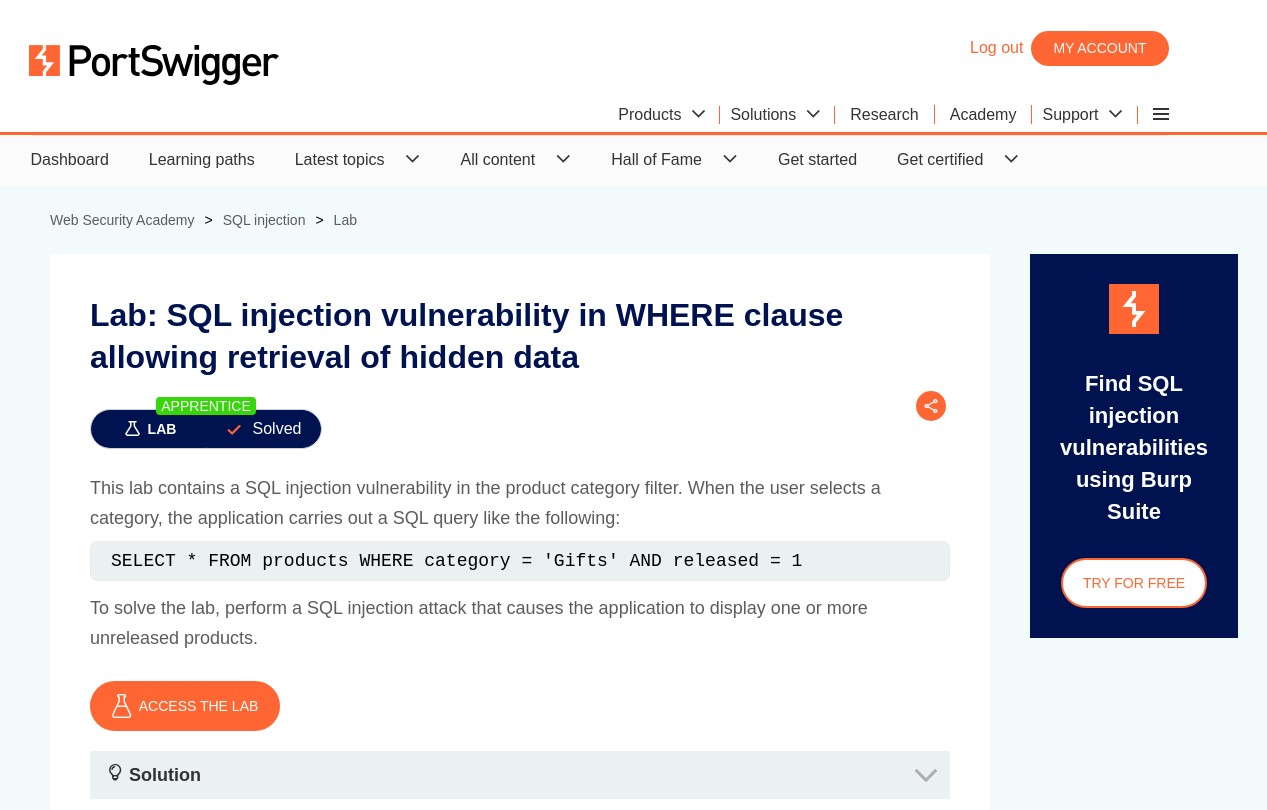 PortSwigger
Log out MY ACCOUNT
Products Solutions Research Academy Support
Dashboard Learning paths Latest topics All content Hall of Fame Get started Get certified
Web Security Academy > SQL injection > Lab
Lab: SQL injection vulnerability in WHERE clause
allowing retrieval of hidden data
APPRENTICE
LAB Solved
This lab contains a SQL injection vulnerability in the product category filter. When the user selects a
category, the application carries out a SQL query like the following:
SELECT * FROM products WHERE category = 'Gifts' AND released = 1
To solve the lab, perform a SQL injection attack that causes the application to display one or more
unreleased products.
ACCESS THE LAB
Solution
Find SQL
injection
vulnerabilities
using Burp
Suite
TRY FOR FREE